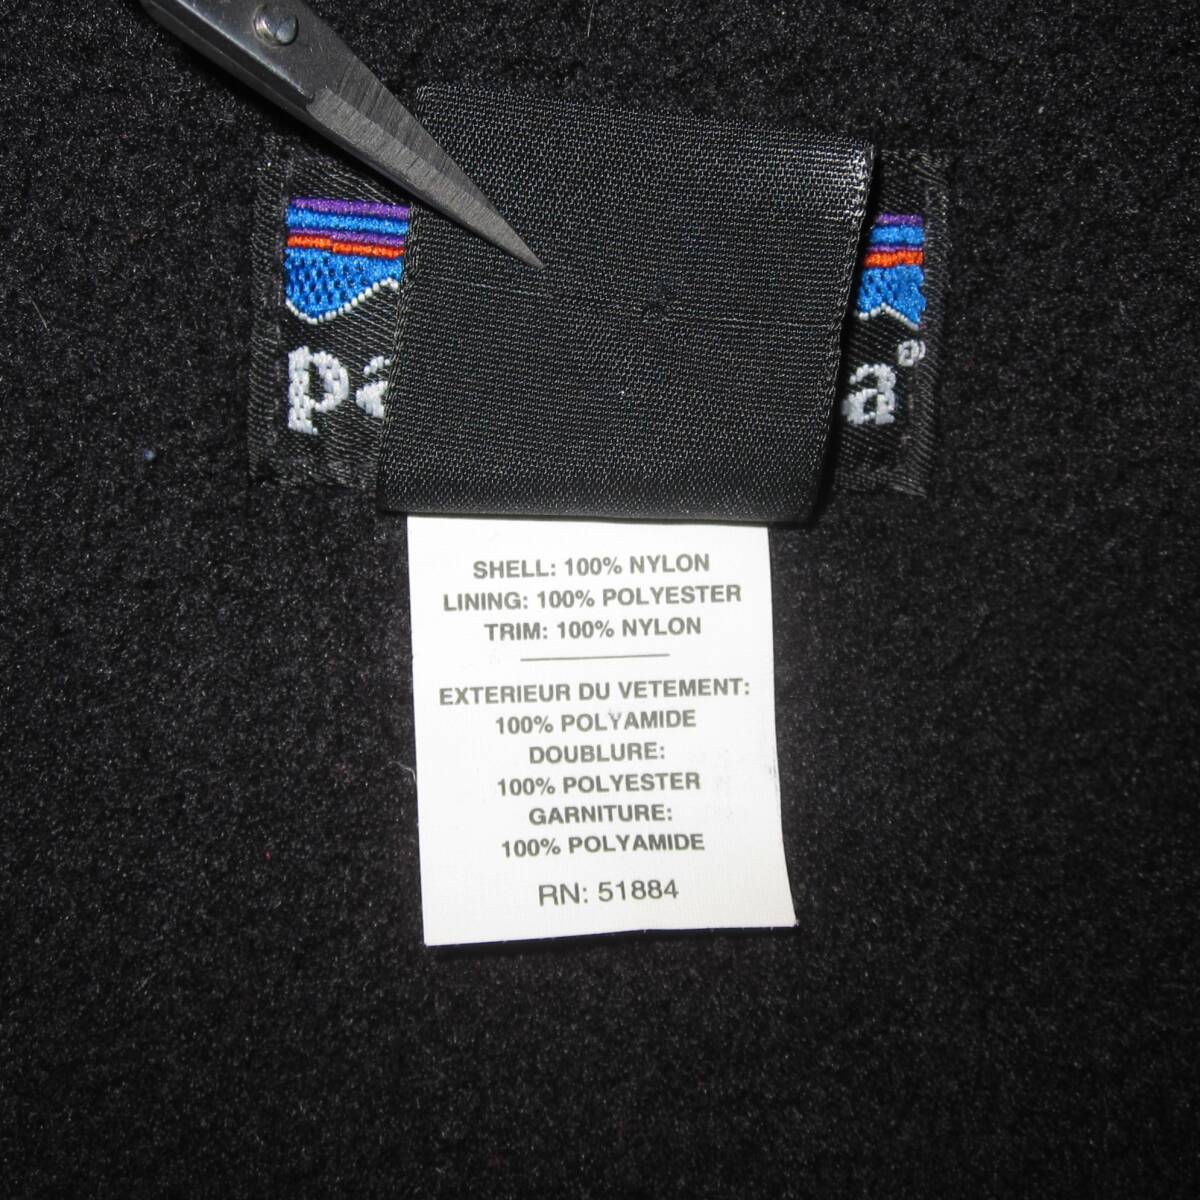 pa a®
SHELL: 100% NYLON
LINING: 100% POLYESTER
TRIM: 100% NYLON
EXTERIEUR DU VETEMENT:
100% POLYAMIDE
DOUBLURE:
100% POLYESTER
GARNITURE:
100% POLYAMIDE
RN: 51884